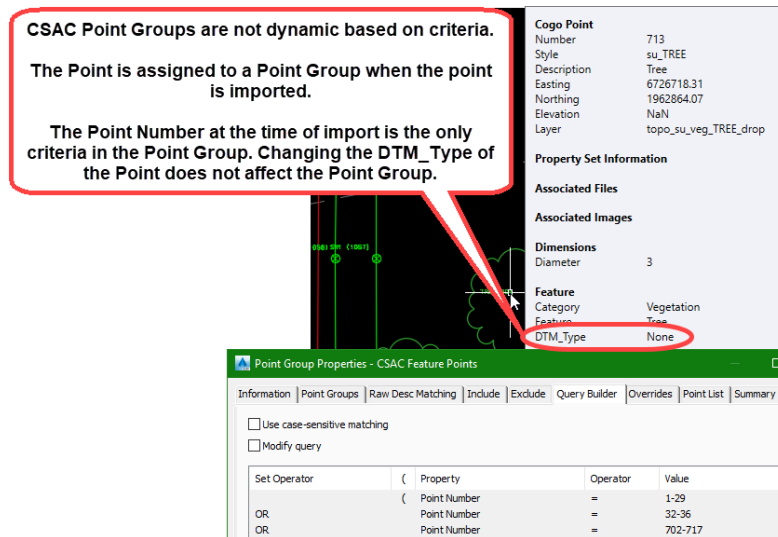 CSAC Point Groups are not dynamic based on criteria.
The Point is assigned to a Point Group when the point
is imported.
The Point Number at the time of import is the only
criteria in the Point Group. Changing the DTM_Type of
the Point does not affect the Point Group.
Cogo Point
Number 713
Style su_TREE
Description Tree
Easting 6726718.31
Northing 1962864.07
Elevation NaN
Layer topo_su_veg_TREE_drop
Property Set Information
Associated Files
Associated Images
Dimensions
Diameter 3
Feature
Category Vegetation
Feature Tree
DTM_Type None
Point Group Properties - CSAC Feature Points
Information Point Groups Raw Desc Matching Include Exclude Query Builder Overrides Point List Summary
Use case-sensitive matching
Modify query
Set Operator ( Property Operator Value
( Point Number = 1-29
OR Point Number = 32-36
OR Point Number = 702-717